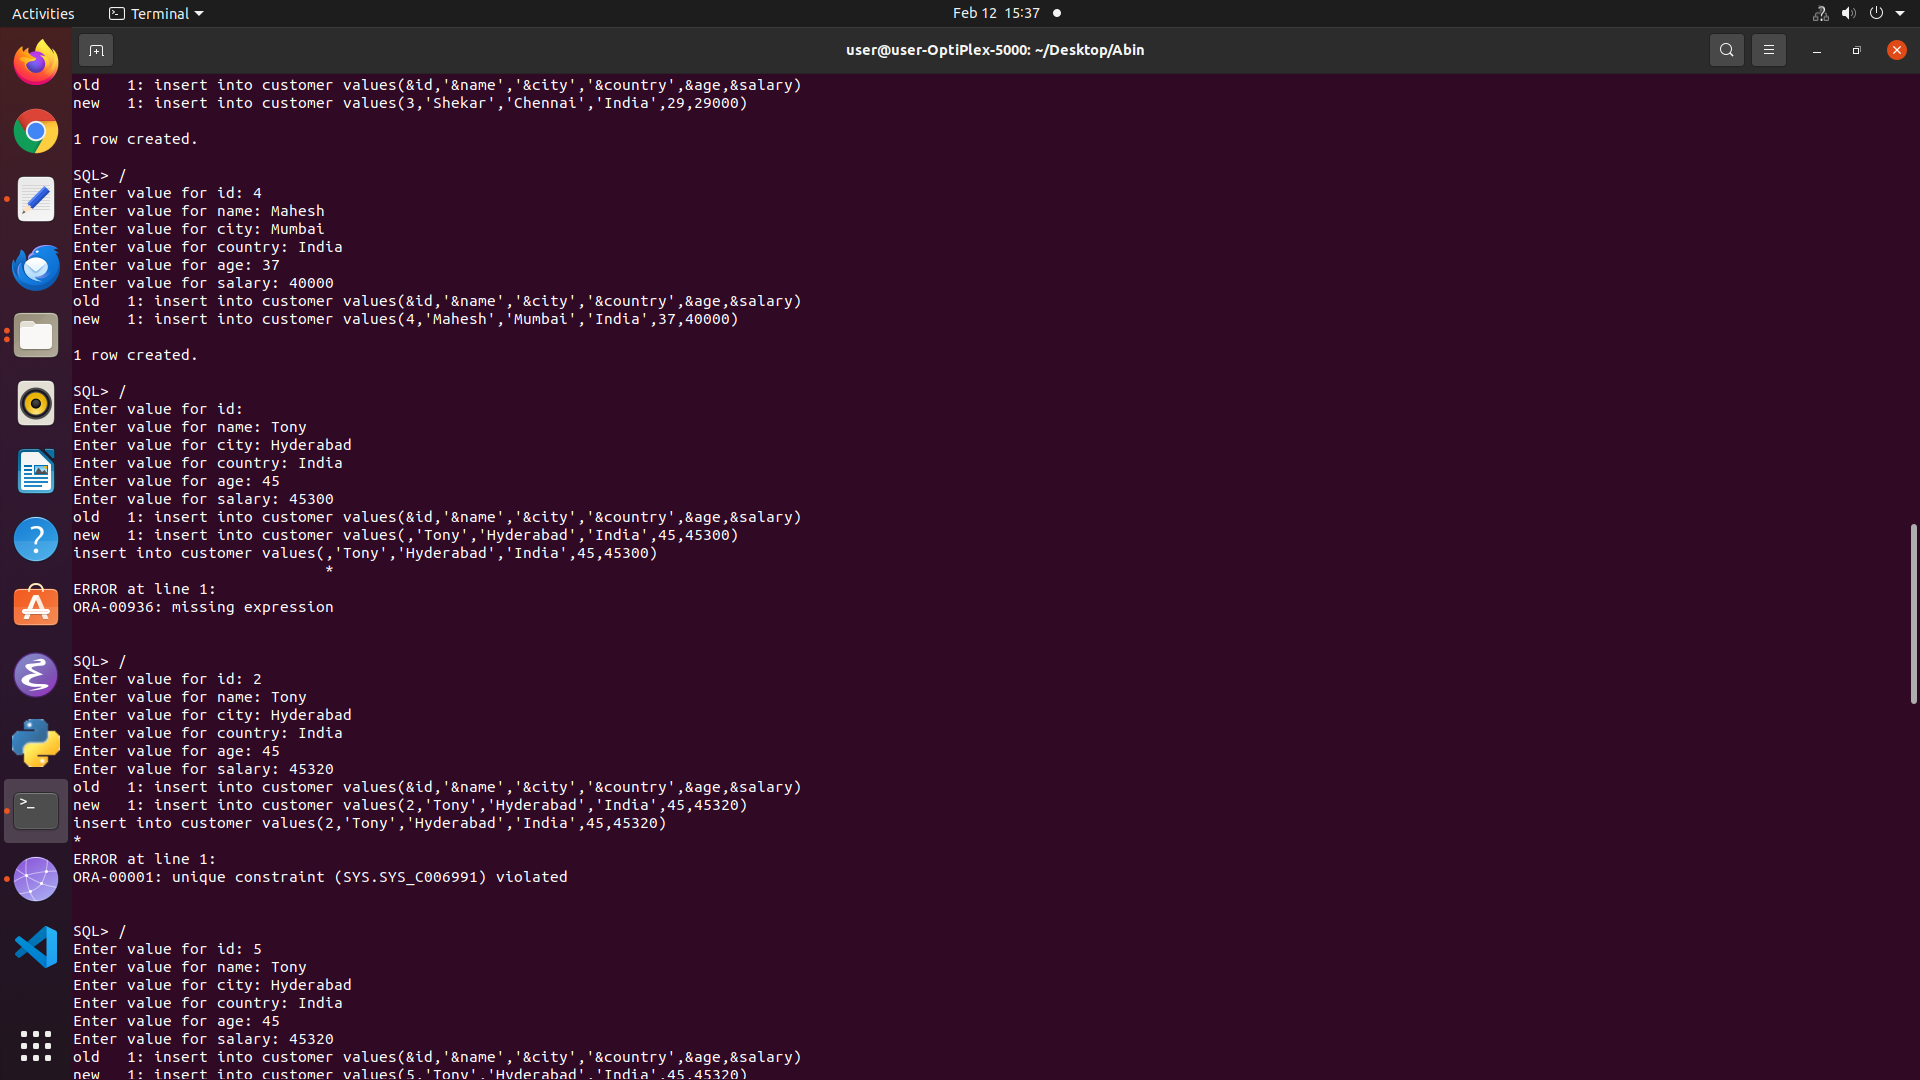 Activities
Terminal
Feb 12 15:37
user@user-OptiPlex-5000: ~/Desktop/Abin
old   1: insert into customer values(&id,'&name','&city','&country',&age,&salary)
new   1: insert into customer values(3,'Shekar','Chennai','India',29,29000)
1 row created.
SQL> /
Enter value for id: 4
Enter value for name: Mahesh
Enter value for city: Mumbai
Enter value for country: India
Enter value for age: 37
Enter value for salary: 40000
old   1: insert into customer values(&id,'&name','&city','&country',&age,&salary)
new   1: insert into customer values(4,'Mahesh','Mumbai','India',37,40000)
1 row created.
SQL> /
Enter value for id:
Enter value for name: Tony
Enter value for city: Hyderabad
Enter value for country: India
Enter value for age: 45
Enter value for salary: 45300
old   1: insert into customer values(&id,'&name','&city','&country',&age,&salary)
new   1: insert into customer values(,'Tony','Hyderabad','India',45,45300)
insert into customer values(,'Tony','Hyderabad','India',45,45300)
                            *
ERROR at line 1:
ORA-00936: missing expression
SQL> /
Enter value for id: 2
Enter value for name: Tony
Enter value for city: Hyderabad
Enter value for country: India
Enter value for age: 45
Enter value for salary: 45320
old   1: insert into customer values(&id,'&name','&city','&country',&age,&salary)
new   1: insert into customer values(2,'Tony','Hyderabad','India',45,45320)
insert into customer values(2,'Tony','Hyderabad','India',45,45320)
*
ERROR at line 1:
ORA-00001: unique constraint (SYS.SYS_C006991) violated
SQL> /
Enter value for id: 5
Enter value for name: Tony
Enter value for city: Hyderabad
Enter value for country: India
Enter value for age: 45
Enter value for salary: 45320
old   1: insert into customer values(&id,'&name','&city','&country',&age,&salary)
new   1: insert into customer values(5,'Tony','Hyderabad','India',45,45320)